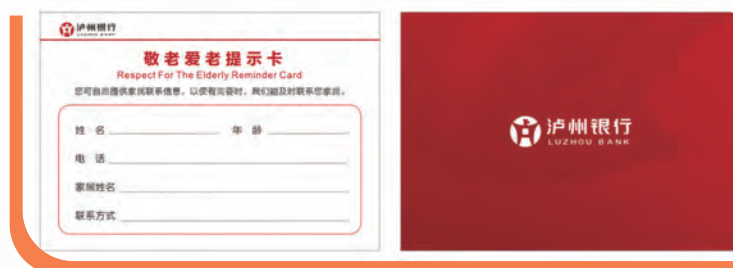 泸州银行
LUZHOU BANK
敬老爱老提示卡
Respect For The Elderly Reminder Card
您可自愿提供家属联系信息，以便有需要时，我们能及时联系您家属。
姓 名 年 龄
电 话
家属姓名
联系方式
泸州银行
LUZHOU BANK